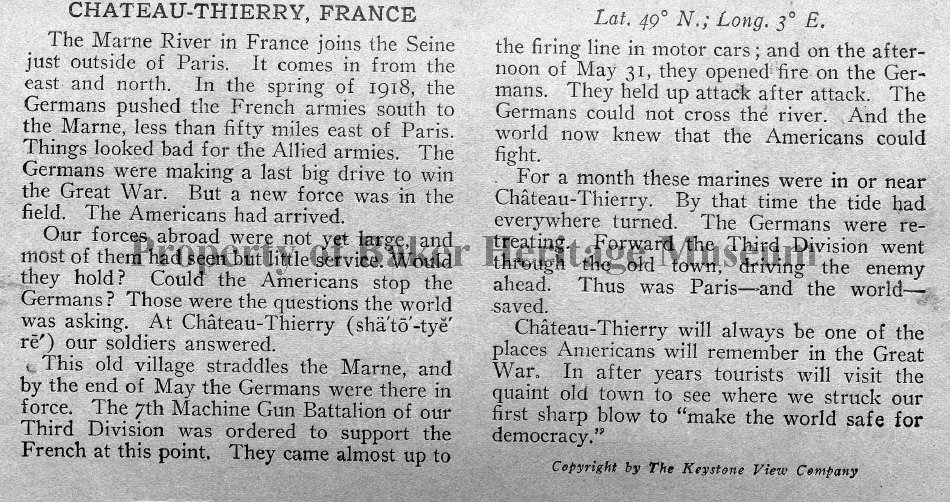 CHATEAU-THIERRY, FRANCE
The Marne River in France joins the Seine
just outside of Paris. It comes in from the
east and north. In the spring of 1918, the
Germans pushed the French armies south to
the Marne, less than fifty miles east of Paris.
Things looked bad for the Allied armies. The
Germans were making a last big drive to win
the Great War. But a new force was in the
field. The Americans had arrived.
Our forces abroad were not yet large, and
most of them had seen but little service. Would
they hold? Could the Americans stop the
Germans? Those were the questions the world
was asking. At Château-Thierry (shä′tō′-tyĕ′
rē′) our soldiers answered.
This old village straddles the Marne, and
by the end of May the Germans were there in
force. The 7th Machine Gun Battalion of our
Third Division was ordered to support the
French at this point. They came almost up to
Lat. 49° N.; Long. 3° E.
the firing line in motor cars; and on the after-
noon of May 31, they opened fire on the Ger-
mans. They held up attack after attack. The
Germans could not cross the river. And the
world now knew that the Americans could
fight.
For a month these marines were in or near
Château-Thierry. By that time the tide had
everywhere turned. The Germans were re-
treating. Forward the Third Division went
through the old town, driving the enemy
ahead. Thus was Paris—and the world—
saved.
Château-Thierry will always be one of the
places Americans will remember in the Great
War. In after years tourists will visit the
quaint old town to see where we struck our
first sharp blow to "make the world safe for
democracy."
Copyright by The Keystone View Company
Property of Baker Heritage Museum